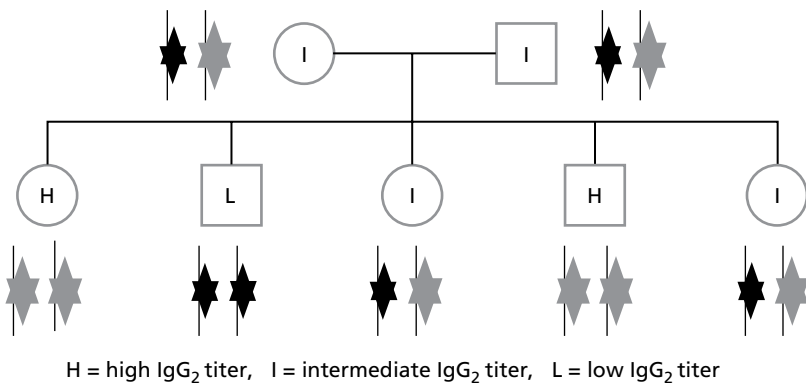 I I
H L I H I
H = high IgG₂ titer, I = intermediate IgG₂ titer, L = low IgG₂ titer